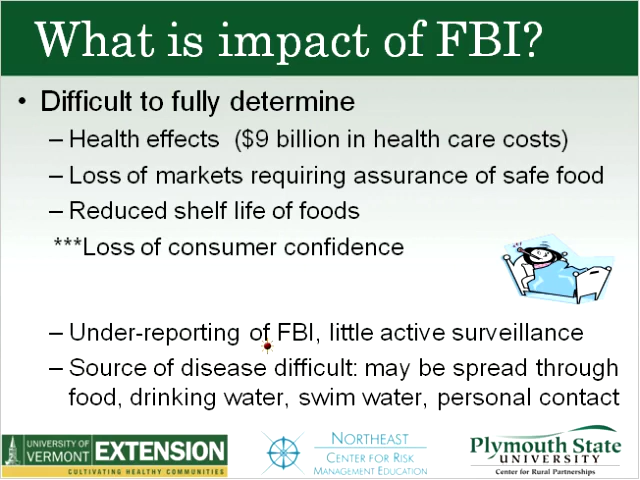 What is impact of FBI?
• Difficult to fully determine
– Health effects ($9 billion in health care costs)
– Loss of markets requiring assurance of safe food
– Reduced shelf life of foods
***Loss of consumer confidence
– Under-reporting of FBI, little active surveillance
– Source of disease difficult: may be spread through
food, drinking water, swim water, personal contact
UNIVERSITY OF
VERMONT EXTENSION
CULTIVATING HEALTHY COMMUNITIES
NORTHEAST
CENTER FOR RISK
MANAGEMENT EDUCATION
Plymouth State
UNIVERSITY
Center for Rural Partnerships